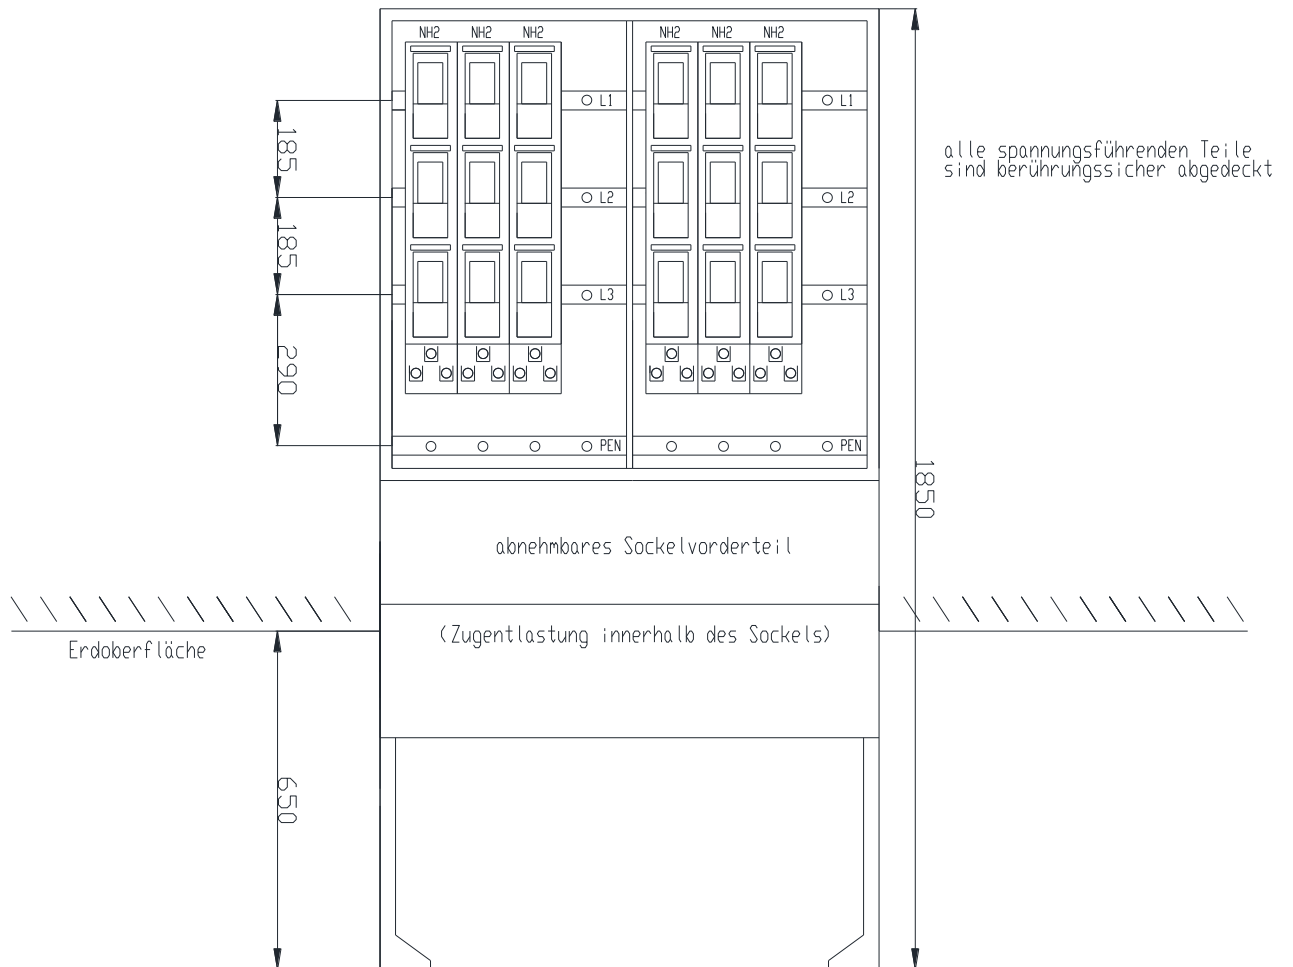 NH2 NH2 NH2 NH2 NH2 NH2
L1 L1
185
alle spannungsführenden Teile
sind berührungssicher abgedeckt
L2 L2
185
L3 L3
290
PEN PEN
1850
abnehmbares Sockelvorderteil
(Zugentlastung innerhalb des Sockels)
Erdoberfläche
650